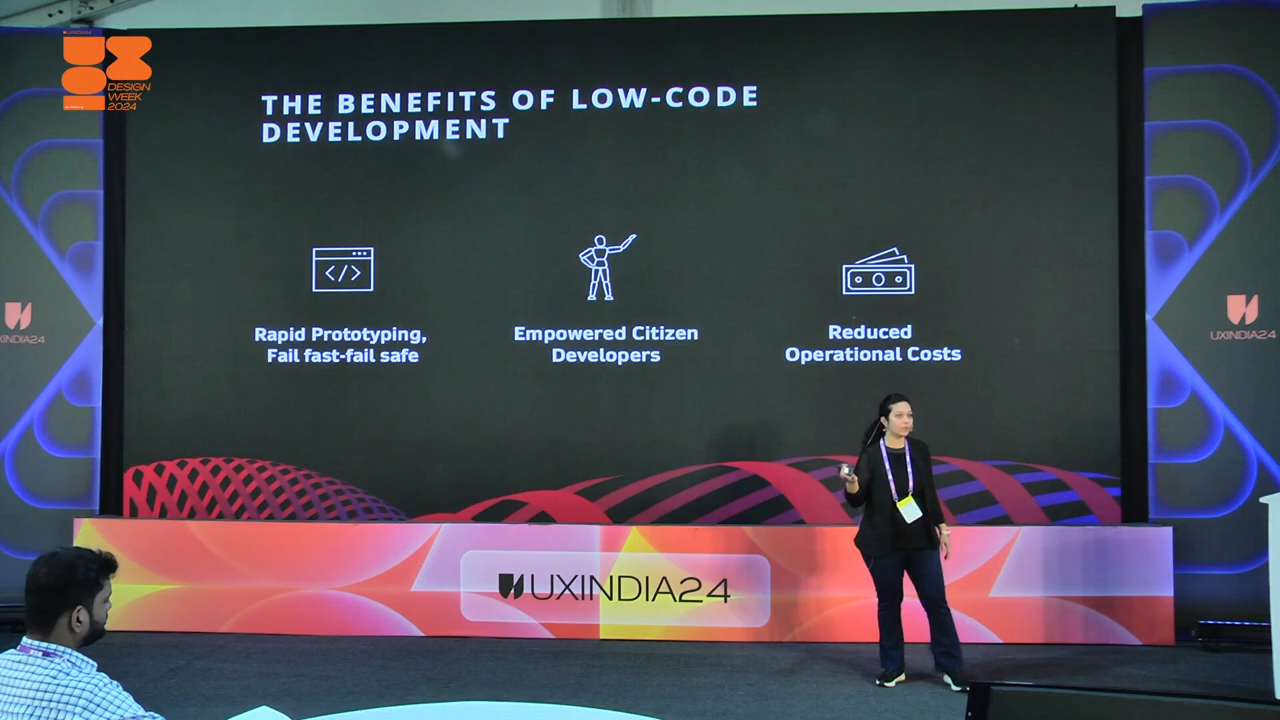 DESIGN
WEEK
2024
THE BENEFITS OF LOW-CODE
DEVELOPMENT
Rapid Prototyping,
Fail fast-fail safe
Empowered Citizen
Developers
Reduced
Operational Costs
XINDIA24
UXINDIA24
UXINDIA24